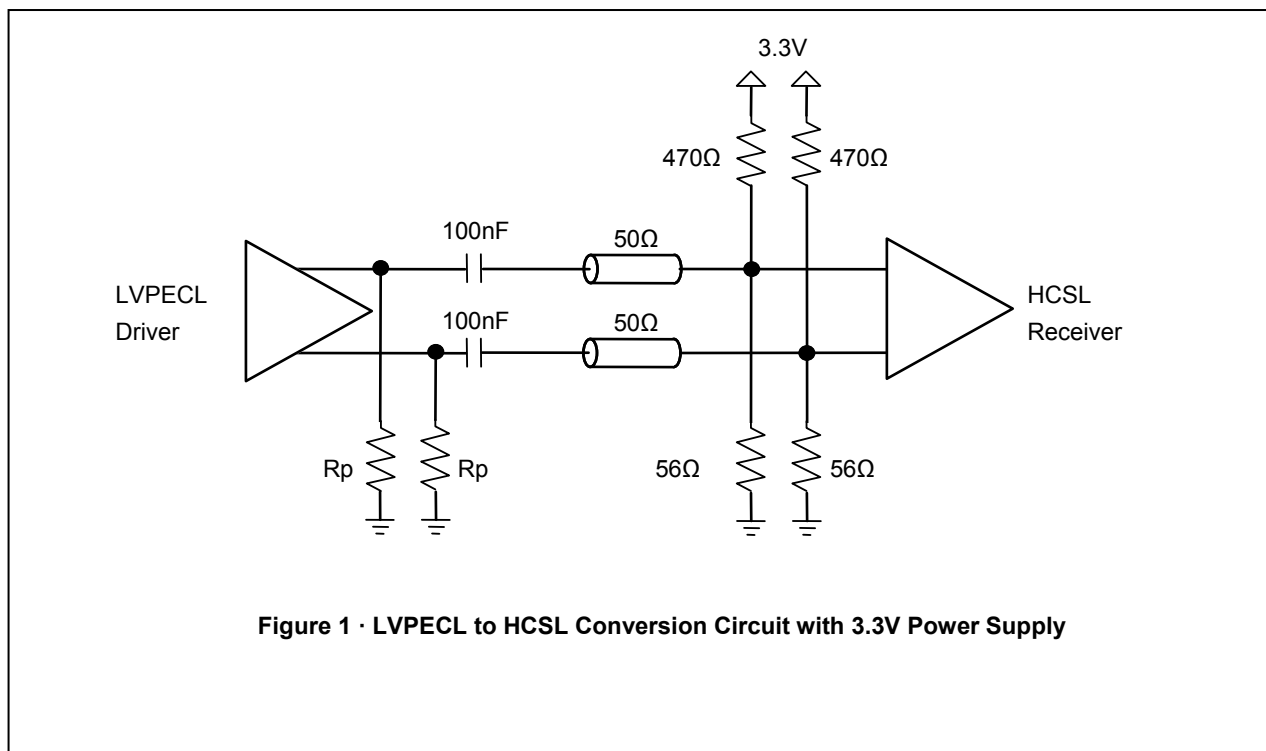 3.3V
470Ω
470Ω
100nF
50Ω
LVPECL
Driver
HCSL
Receiver
100nF
50Ω
Rp
Rp
56Ω
56Ω
Figure 1 · LVPECL to HCSL Conversion Circuit with 3.3V Power Supply